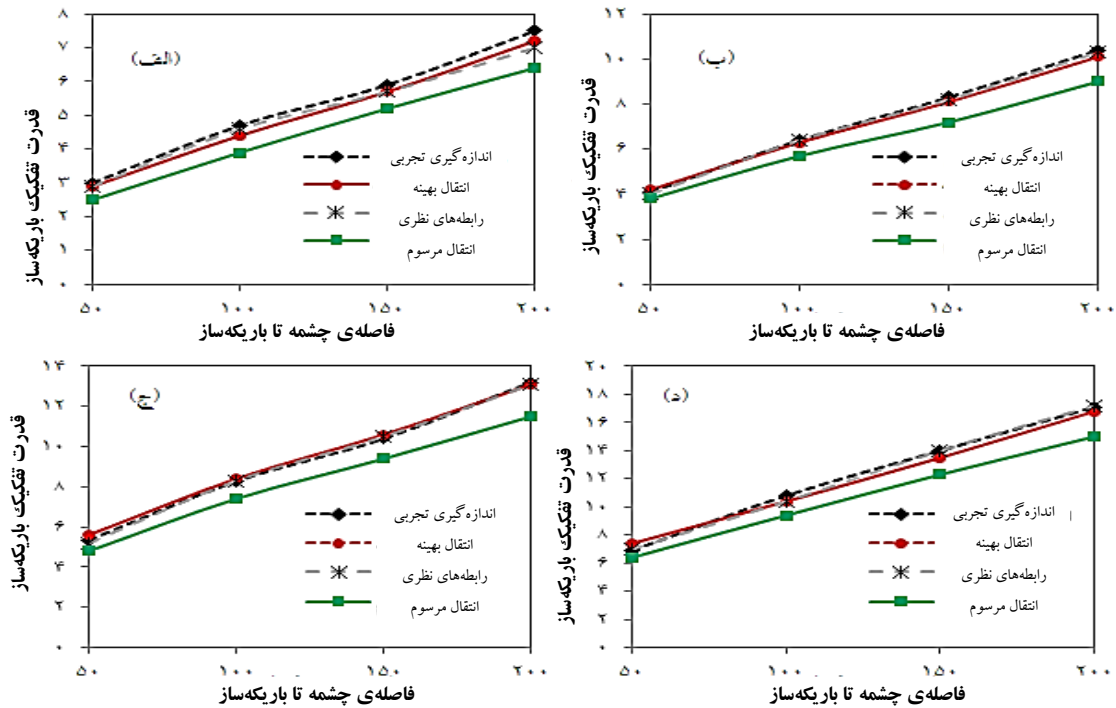 (الف)
قدرت تفکیک باریکه‌ساز
۸
۷
۶
۵
۴
۳
۲
۱
۰
اندازه‌گیری تجربی
انتقال بهینه
رابطه‌های نظری
انتقال مرسوم
۵۰ ۱۰۰ ۱۵۰ ۲۰۰
فاصله‌ی چشمه تا باریکه‌ساز
(ب)
قدرت تفکیک باریکه‌ساز
۱۲
۱۰
۸
۶
۴
۲
۰
اندازه‌گیری تجربی
انتقال بهینه
رابطه‌های نظری
انتقال مرسوم
۵۰ ۱۰۰ ۱۵۰ ۲۰۰
فاصله‌ی چشمه تا باریکه‌ساز
(ج)
قدرت تفکیک باریکه‌ساز
۱۴
۱۲
۱۰
۸
۶
۴
۲
۰
اندازه‌گیری تجربی
انتقال بهینه
رابطه‌های نظری
انتقال مرسوم
۵۰ ۱۰۰ ۱۵۰ ۲۰۰
فاصله‌ی چشمه تا باریکه‌ساز
(د)
قدرت تفکیک باریکه‌ساز
۲۰
۱۸
۱۶
۱۴
۱۲
۱۰
۸
۶
۴
۲
۰
اندازه‌گیری تجربی
انتقال بهینه
رابطه‌های نظری
انتقال مرسوم
۵۰ ۱۰۰ ۱۵۰ ۲۰۰
فاصله‌ی چشمه تا باریکه‌ساز